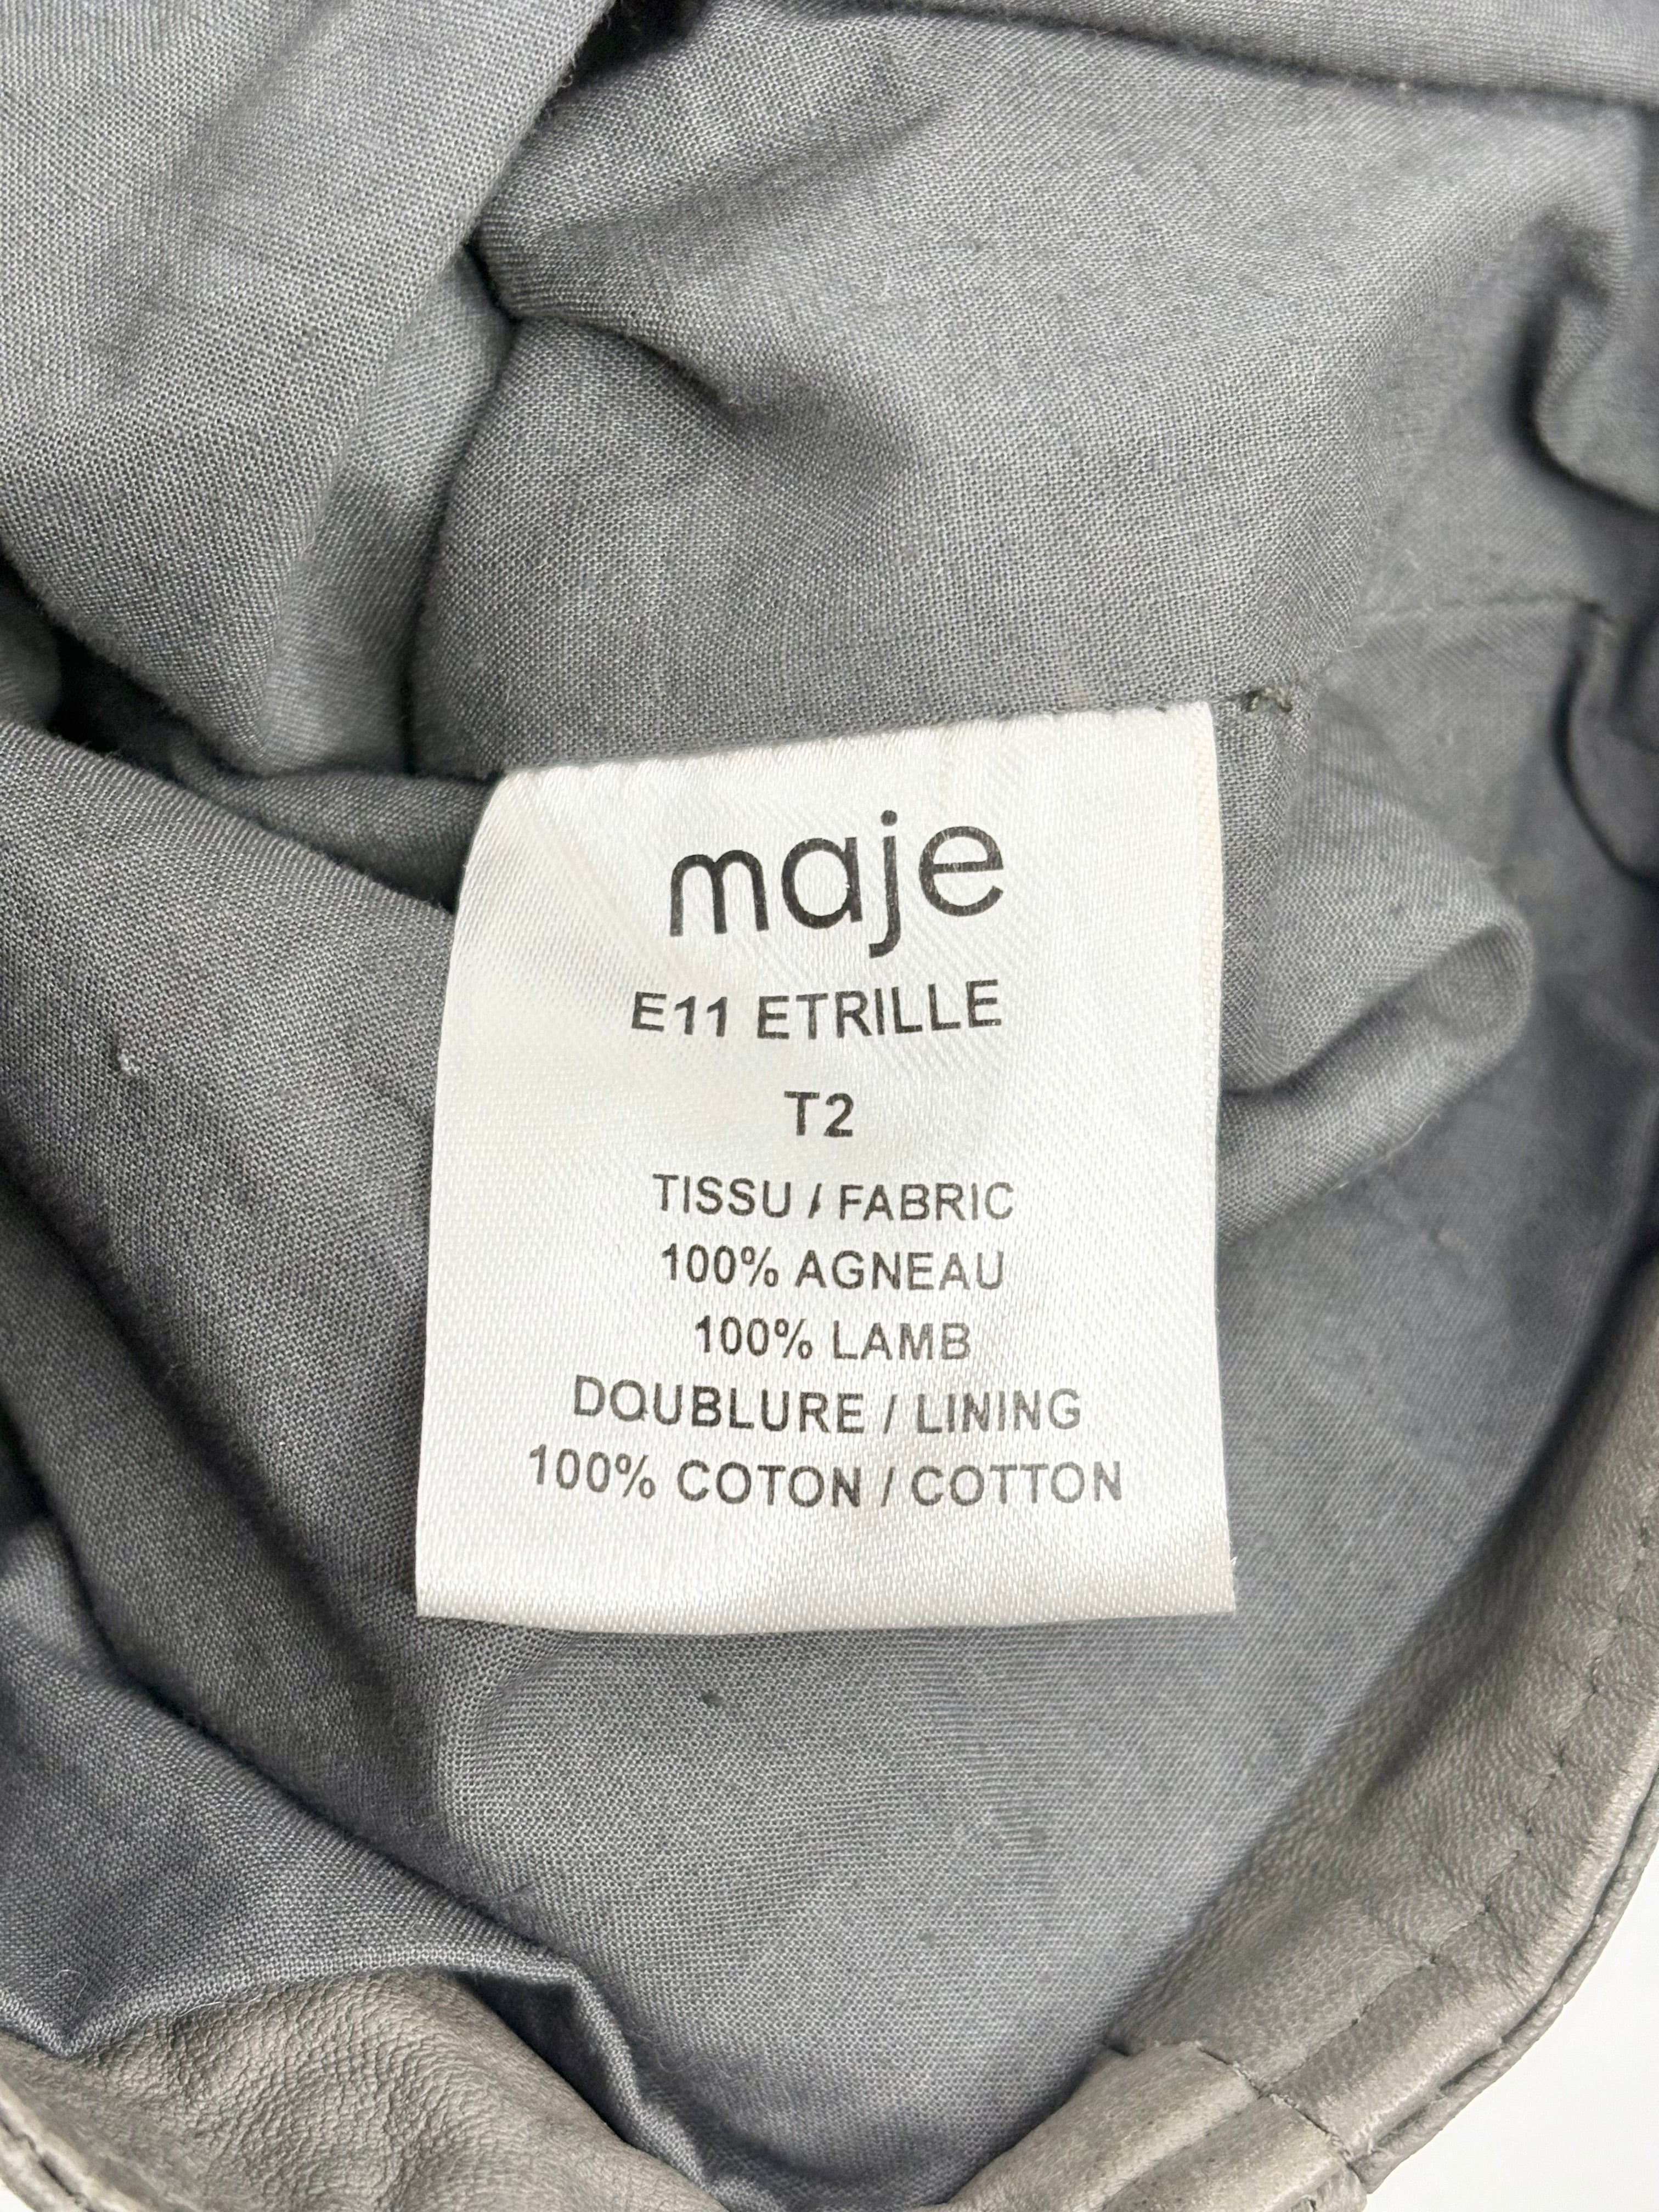 maje
E11 ETRILLE
T2
TISSU / FABRIC
100% AGNEAU
100% LAMB
DOUBLURE / LINING
100% COTON / COTTON